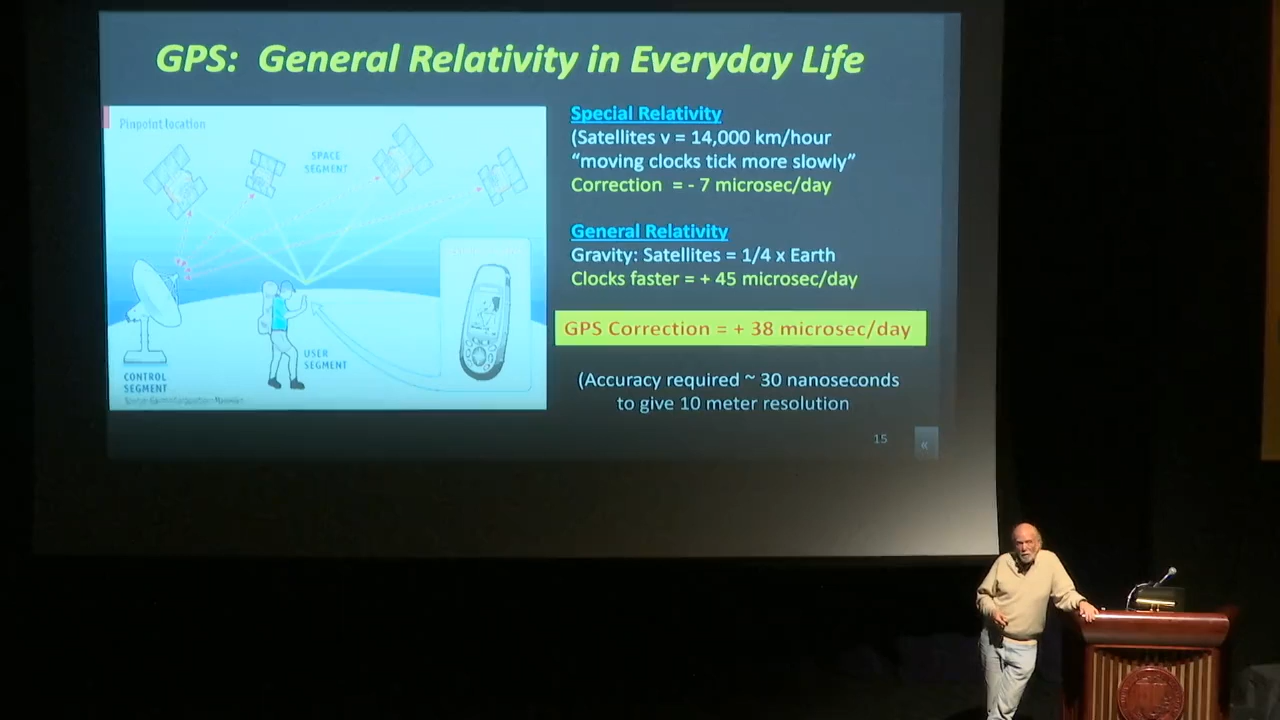 GPS: General Relativity in Everyday Life
Pinpoint location
SPACE
SEGMENT
CONTROL
SEGMENT
USER
SEGMENT
Special Relativity
(Satellites v = 14,000 km/hour
“moving clocks tick more slowly”
Correction = - 7 microsec/day
General Relativity
Gravity: Satellites = 1/4 x Earth
Clocks faster = + 45 microsec/day
GPS Correction = + 38 microsec/day
(Accuracy required ~ 30 nanoseconds
to give 10 meter resolution
15
«